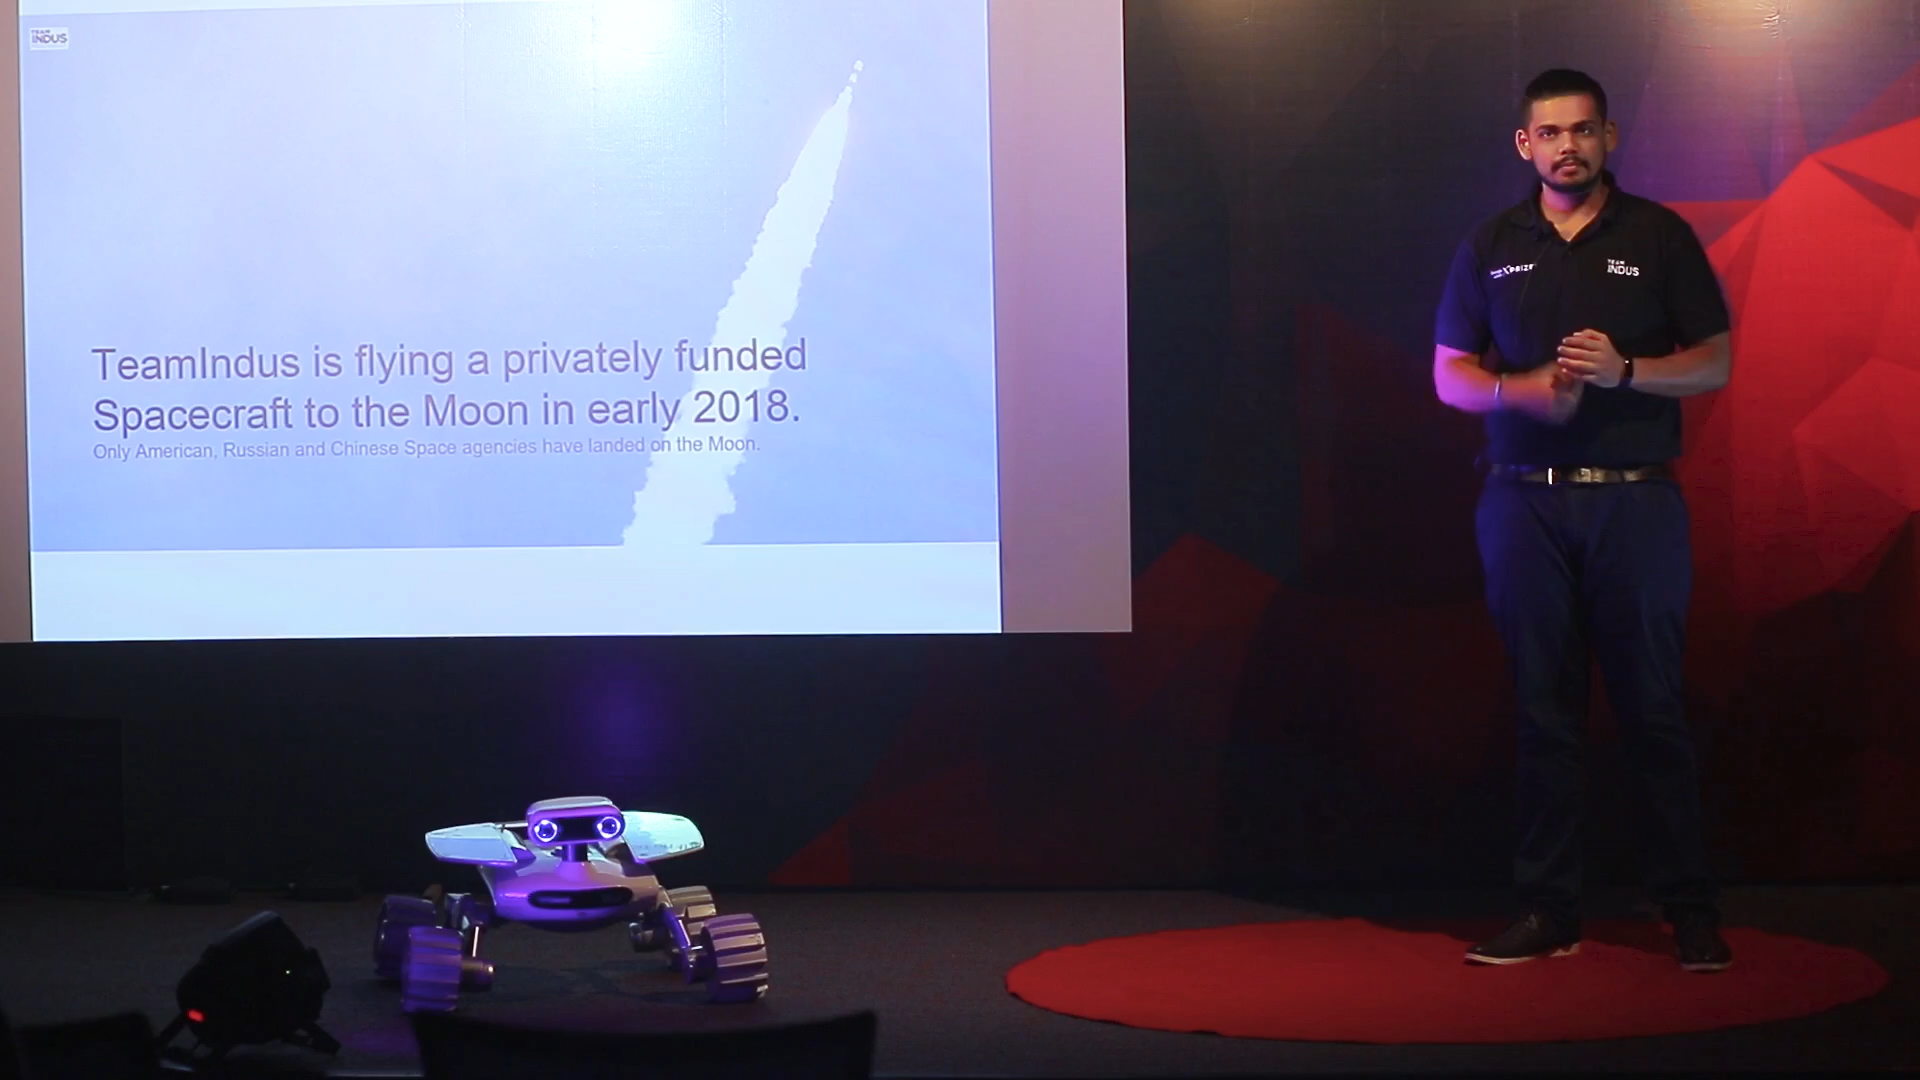 TEAM
INDUS
TeamIndus is flying a privately funded
Spacecraft to the Moon in early 2018.
Only American, Russian and Chinese Space agencies have landed on the Moon.
XPRIZE
TEAM
INDUS